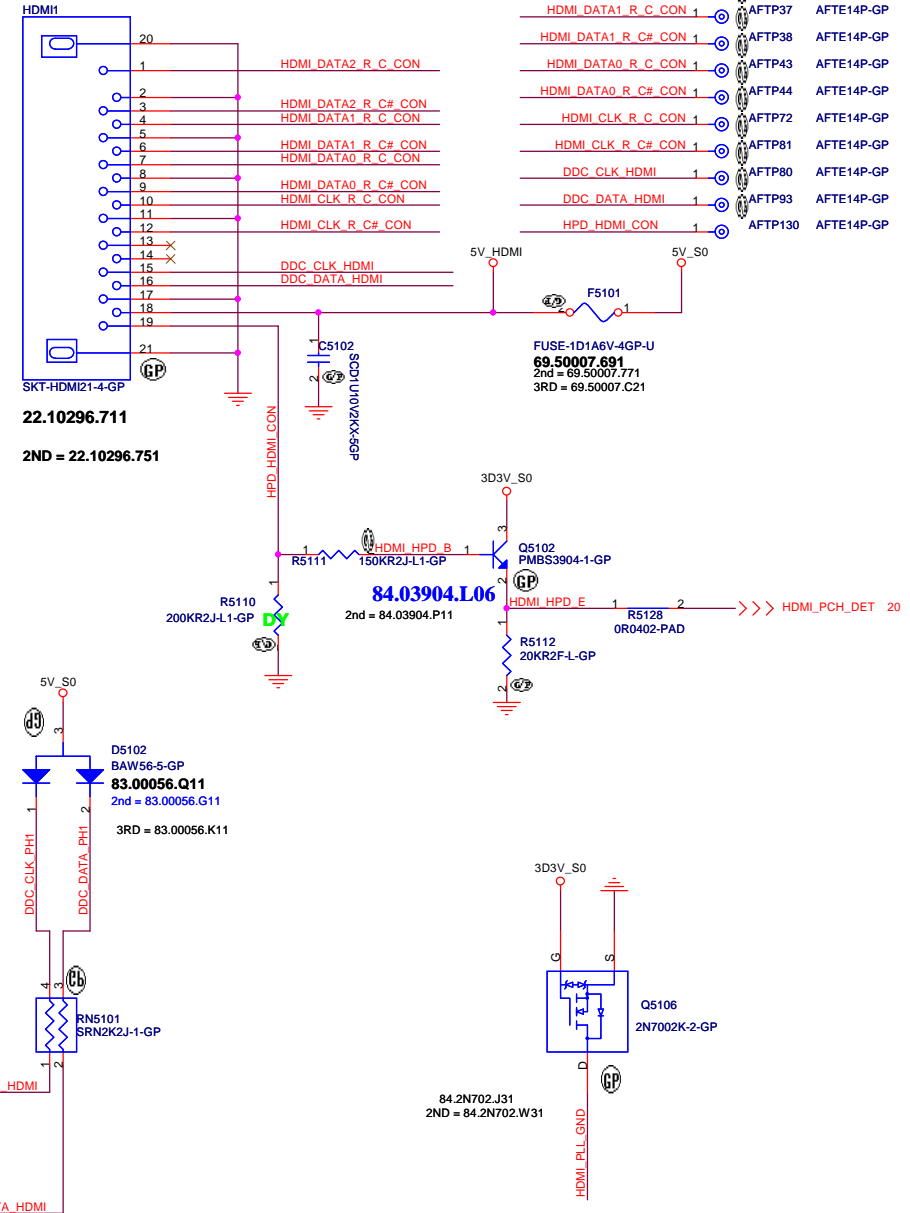 HDMI1
20
1
HDMI_DATA2_R_C_CON
2
3
HDMI_DATA2_R_C#_CON
4
HDMI_DATA1_R_C_CON
5
6
HDMI_DATA1_R_C#_CON
7
HDMI_DATA0_R_C_CON
8
9
HDMI_DATA0_R_C#_CON
10
HDMI_CLK_R_C_CON
11
12
HDMI_CLK_R_C#_CON
13
14
15
DDC_CLK_HDMI
16
DDC_DATA_HDMI
17
18
19
21
GP
SKT-HDMI21-4-GP
22.10296.711
2ND = 22.10296.751
HDMI_DATA1_R_C_CON 1 AFTP37 AFTE14P-GP
HDMI_DATA1_R_C#_CON 1 AFTP38 AFTE14P-GP
HDMI_DATA0_R_C_CON 1 AFTP43 AFTE14P-GP
HDMI_DATA0_R_C#_CON 1 AFTP44 AFTE14P-GP
HDMI_CLK_R_C_CON 1 AFTP72 AFTE14P-GP
HDMI_CLK_R_C#_CON 1 AFTP81 AFTE14P-GP
DDC_CLK_HDMI 1 AFTP80 AFTE14P-GP
DDC_DATA_HDMI 1 AFTP93 AFTE14P-GP
HPD_HDMI_CON 1 AFTP130 AFTE14P-GP
5V_HDMI
5V_S0
F5101
2
1
FUSE-1D1A6V-4GP-U
69.50007.691
2nd = 69.50007.771
3RD = 69.50007.C21
1
C5102
2
SCD1U10V2KX-5GP
HPD_HDMI_CON
3D3V_S0
3
1
R5111
150KR2J-L1-GP
HDMI_HPD_B
1
Q5102
PMBS3904-1-GP
2
GP
84.03904.L06
2nd = 84.03904.P11
1
R5110
200KR2J-L1-GP
DY
HDMI_HPD_E
1
2
R5128
0R0402-PAD
HDMI_PCH_DET 20
1
R5112
20KR2F-L-GP
2
5V_S0
GP
3
D5102
BAW56-5-GP
83.00056.Q11
2nd = 83.00056.G11
3RD = 83.00056.K11
1
2
DDC_CLK_PH1
DDC_DATA_PH1
4
3
RN5101
SRN2K2J-1-GP
1
2
_HDMI
TA_HDMI
3D3V_S0
G
S
Q5106
2N7002K-2-GP
D
GP
84.2N702.J31
2ND = 84.2N702.W31
HDMI_PLL_GND